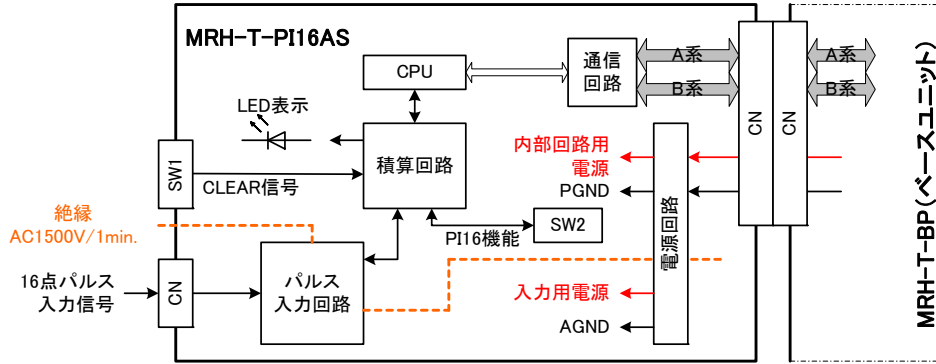 MRH-T-PI16AS
CPU
通信
回路
A系
B系
A系
B系
CN
CN
MRH-T-BP(ベースユニット)
LED表示
積算回路
SW1
CLEAR信号
内部回路用
電源
PGND
電源回路
絶縁
AC1500V/1min.
PI16機能
SW2
16点パルス
入力信号
CN
パルス
入力回路
入力用電源
AGND